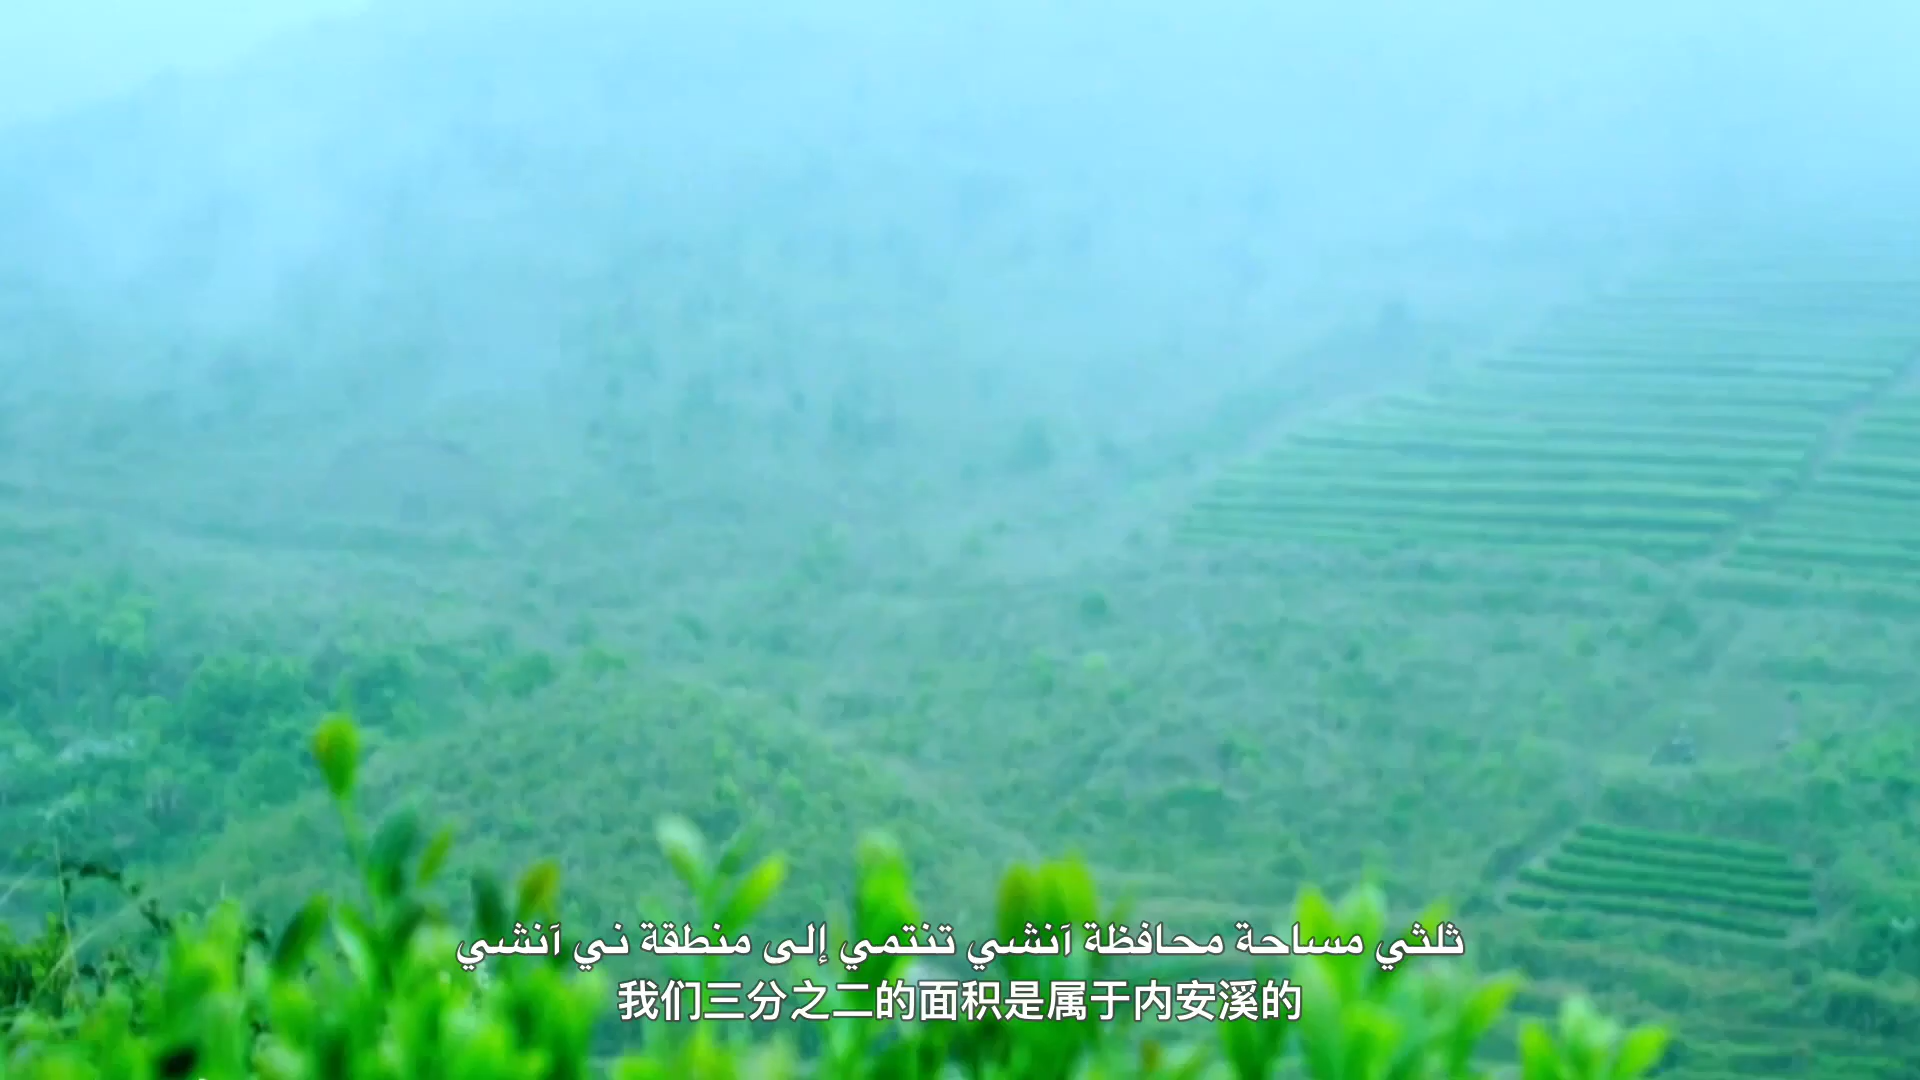 ثلثي مساحة محافظة آنشي تنتمي إلى منطقة ني آنشي
我们三分之二的面积是属于内安溪的